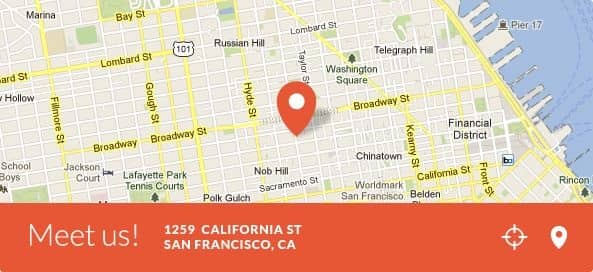 Marina
Bay St
Pier 17
Russian Hill
Lombard St
Telegraph Hill
101
Lombard St
Taylor St
Washington
Square
Hollow
Fillmore St
Gough St
Hyde St
Broadway St
Financial
District
Broadway St
Broadway
Kearny St
School
Boys
Jackson
Court
Nob Hill
Chinatown
Lafayette Park
Tennis Courts
California St
Front St
Sacramento St
Worldmark
San Francisco
Rincon
Polk Gulch
Belden
Meet us!
1259 CALIFORNIA ST
SAN FRANCISCO, CA